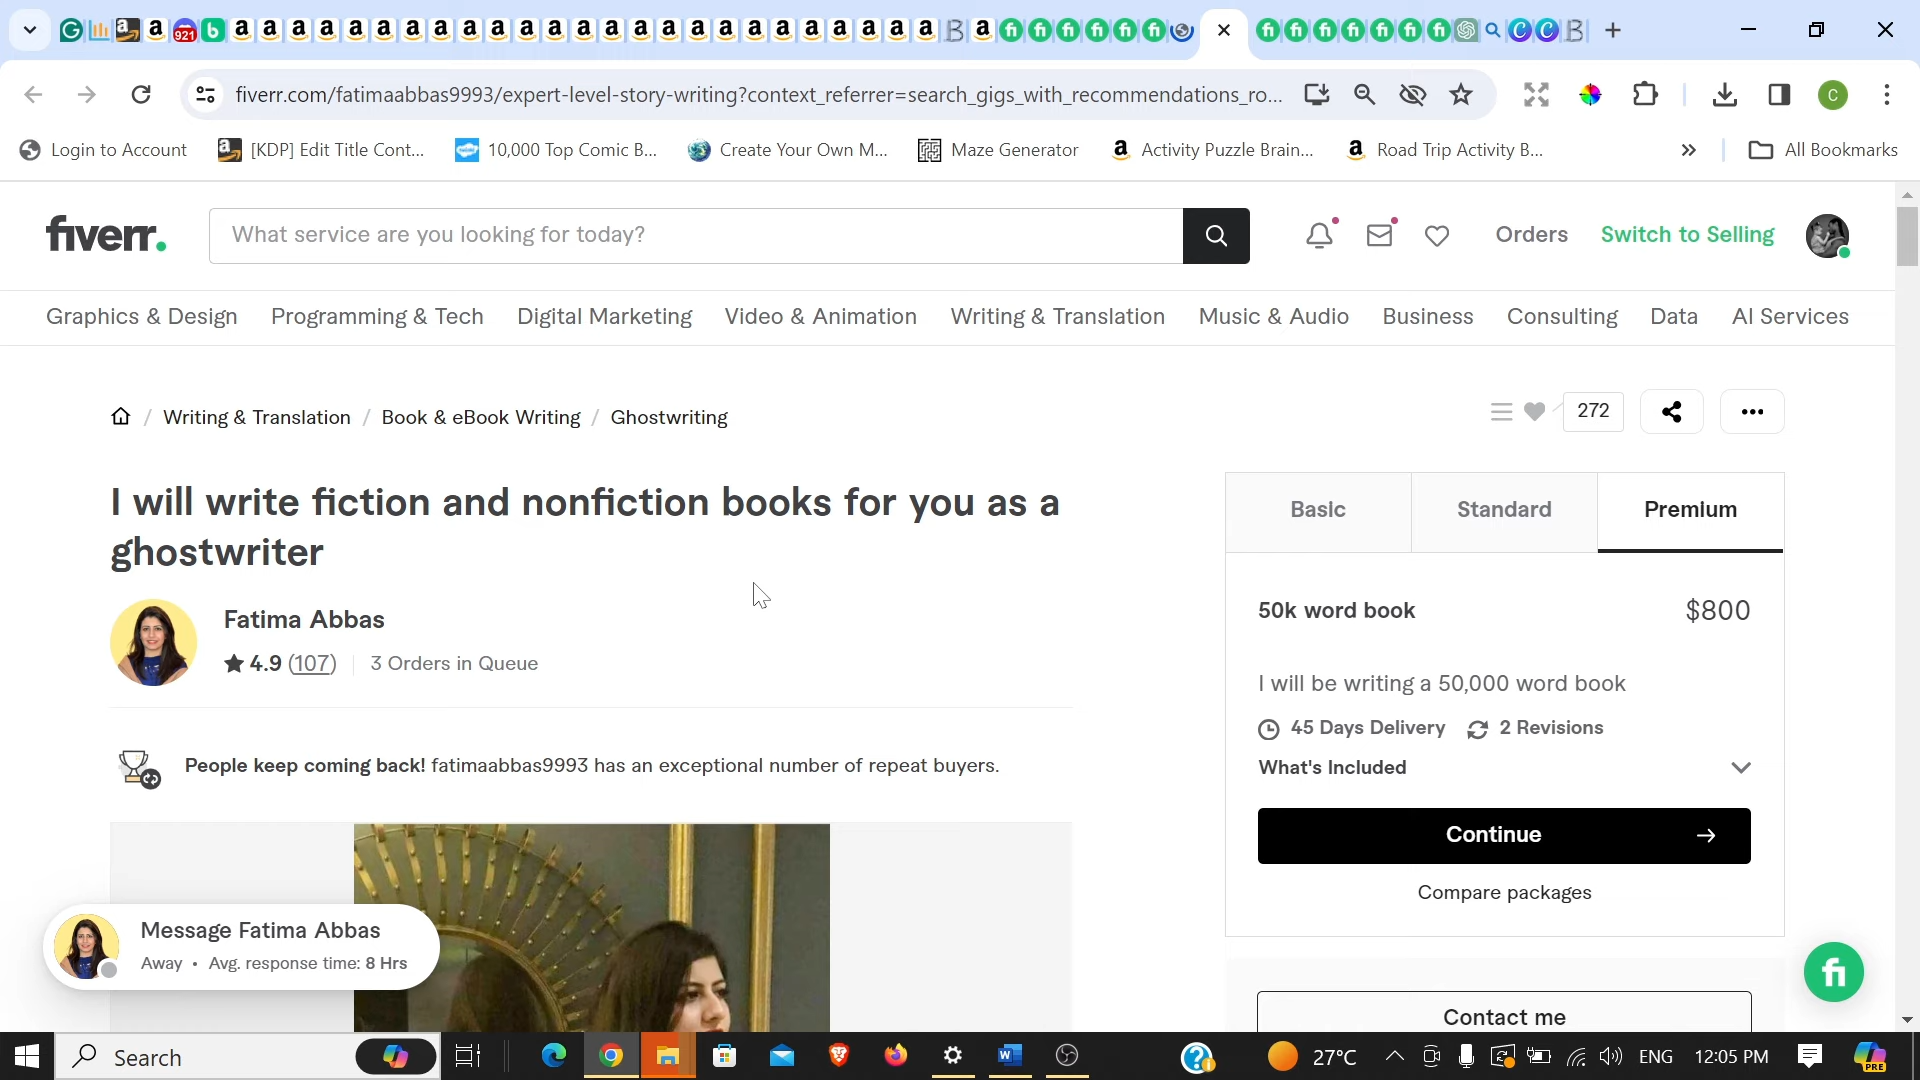 921
fiverr.com/fatimaabbas9993/expert-level-story-writing?context_referrer=search_gigs_with_recommendations_ro...
C
Login to Account
[KDP] Edit Title Cont...
10,000 Top Comic B...
Create Your Own M...
Maze Generator
Activity Puzzle Brain...
Road Trip Activity B...
All Bookmarks
fiverr.
What service are you looking for today?
Orders
Switch to Selling
Graphics & Design
Programming & Tech
Digital Marketing
Video & Animation
Writing & Translation
Music & Audio
Business
Consulting
Data
AI Services
/ Writing & Translation / Book & eBook Writing / Ghostwriting
272
I will write fiction and nonfiction books for you as a
ghostwriter
Fatima Abbas
4.9 (107) 3 Orders in Queue
People keep coming back! fatimaabbas9993 has an exceptional number of repeat buyers.
Basic
Standard
Premium
50k word book
$800
I will be writing a 50,000 word book
45 Days Delivery
2 Revisions
What's Included
Continue
Compare packages
Contact me
Message Fatima Abbas
Away • Avg. response time: 8 Hrs
fi
Search
27°C
ENG
12:05 PM
PRE